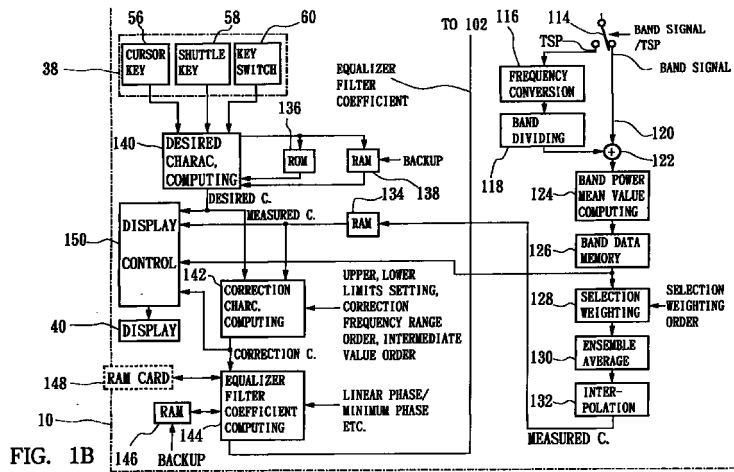 56
58
60
CURSOR
KEY
SHUTTLE
KEY
KEY
SWITCH
38
TO 102
EQUALIZER
FILTER
COEFFICIENT
114
BAND SIGNAL
/TSP
TSP
BAND SIGNAL
116
FREQUENCY
CONVERSION
BAND
DIVIDING
118
120
122
140
DESIRED
CHARAC,
COMPUTING
136
ROM
RAM
BACKUP
138
134
RAM
DESIRED C.
MEASURED C.
124
BAND POWER
MEAN VALUE
COMPUTING
126
BAND DATA
MEMORY
150
DISPLAY
CONTROL
142
CORRECTION
CHARC,
COMPUTING
UPPER, LOWER
LIMITS SETTING,
CORRECTION
FREQUENCY RANGE
ORDER, INTERMEDIATE
VALUE ORDER
128
SELECTION
WEIGHTING
SELECTION
WEIGHTING
ORDER
130
ENSEMBLE
AVERAGE
132
INTER-
POLATION
40
DISPLAY
CORRECTION C.
148
RAM CARD
EQUALIZER
FILTER
COEFFICIENT
COMPUTING
144
LINEAR PHASE/
MINIMUM PHASE
ETC.
MEASURED C.
10
RAM
146
BACKUP
FIG. 1B